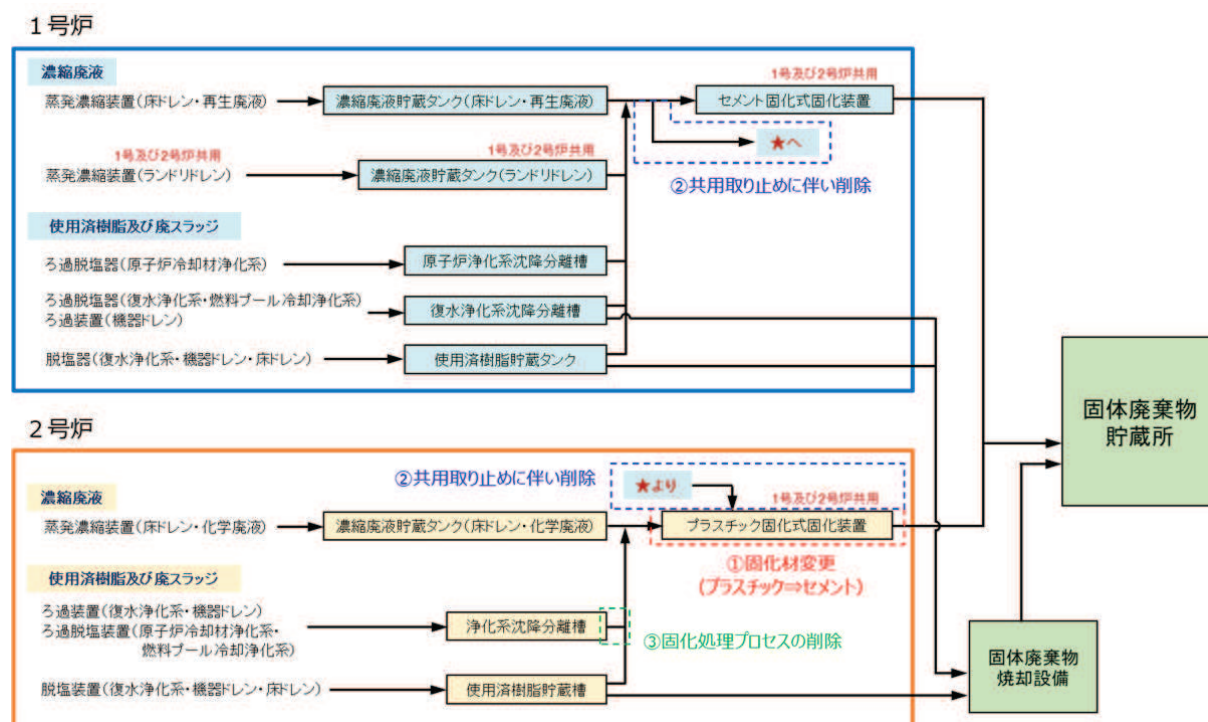 １号炉
濃縮廃液
1号及び2号炉共用
蒸発濃縮装置(床ドレン・再生廃液)
濃縮廃液貯蔵タンク(床ドレン・再生廃液)
セメント固化式固化装置
★へ
1号及び2号炉共用
1号及び2号炉共用
蒸発濃縮装置(ランドリドレン)
濃縮廃液貯蔵タンク(ランドリドレン)
②共用取り止めに伴い削除
使用済樹脂及び廃スラッジ
ろ過脱塩器(原子炉冷却材浄化系)
原子炉浄化系沈降分離槽
ろ過脱塩器(復水浄化系・燃料プール冷却浄化系)
ろ過装置(機器ドレン)
復水浄化系沈降分離槽
脱塩器(復水浄化系・機器ドレン・床ドレン)
使用済樹脂貯蔵タンク
固体廃棄物
貯蔵所
２号炉
②共用取り止めに伴い削除
★より
1号及び2号炉共用
濃縮廃液
蒸発濃縮装置(床ドレン・化学廃液)
濃縮廃液貯蔵タンク(床ドレン・化学廃液)
プラスチック固化式固化装置
①固化材変更
(プラスチック⇒セメント)
使用済樹脂及び廃スラッジ
ろ過装置(復水浄化系・機器ドレン)
ろ過脱塩装置(原子炉冷却材浄化系・
燃料プール冷却浄化系)
浄化系沈降分離槽
③固化処理プロセスの削除
脱塩装置(復水浄化系・機器ドレン・床ドレン)
使用済樹脂貯蔵槽
固体廃棄物
焼却設備